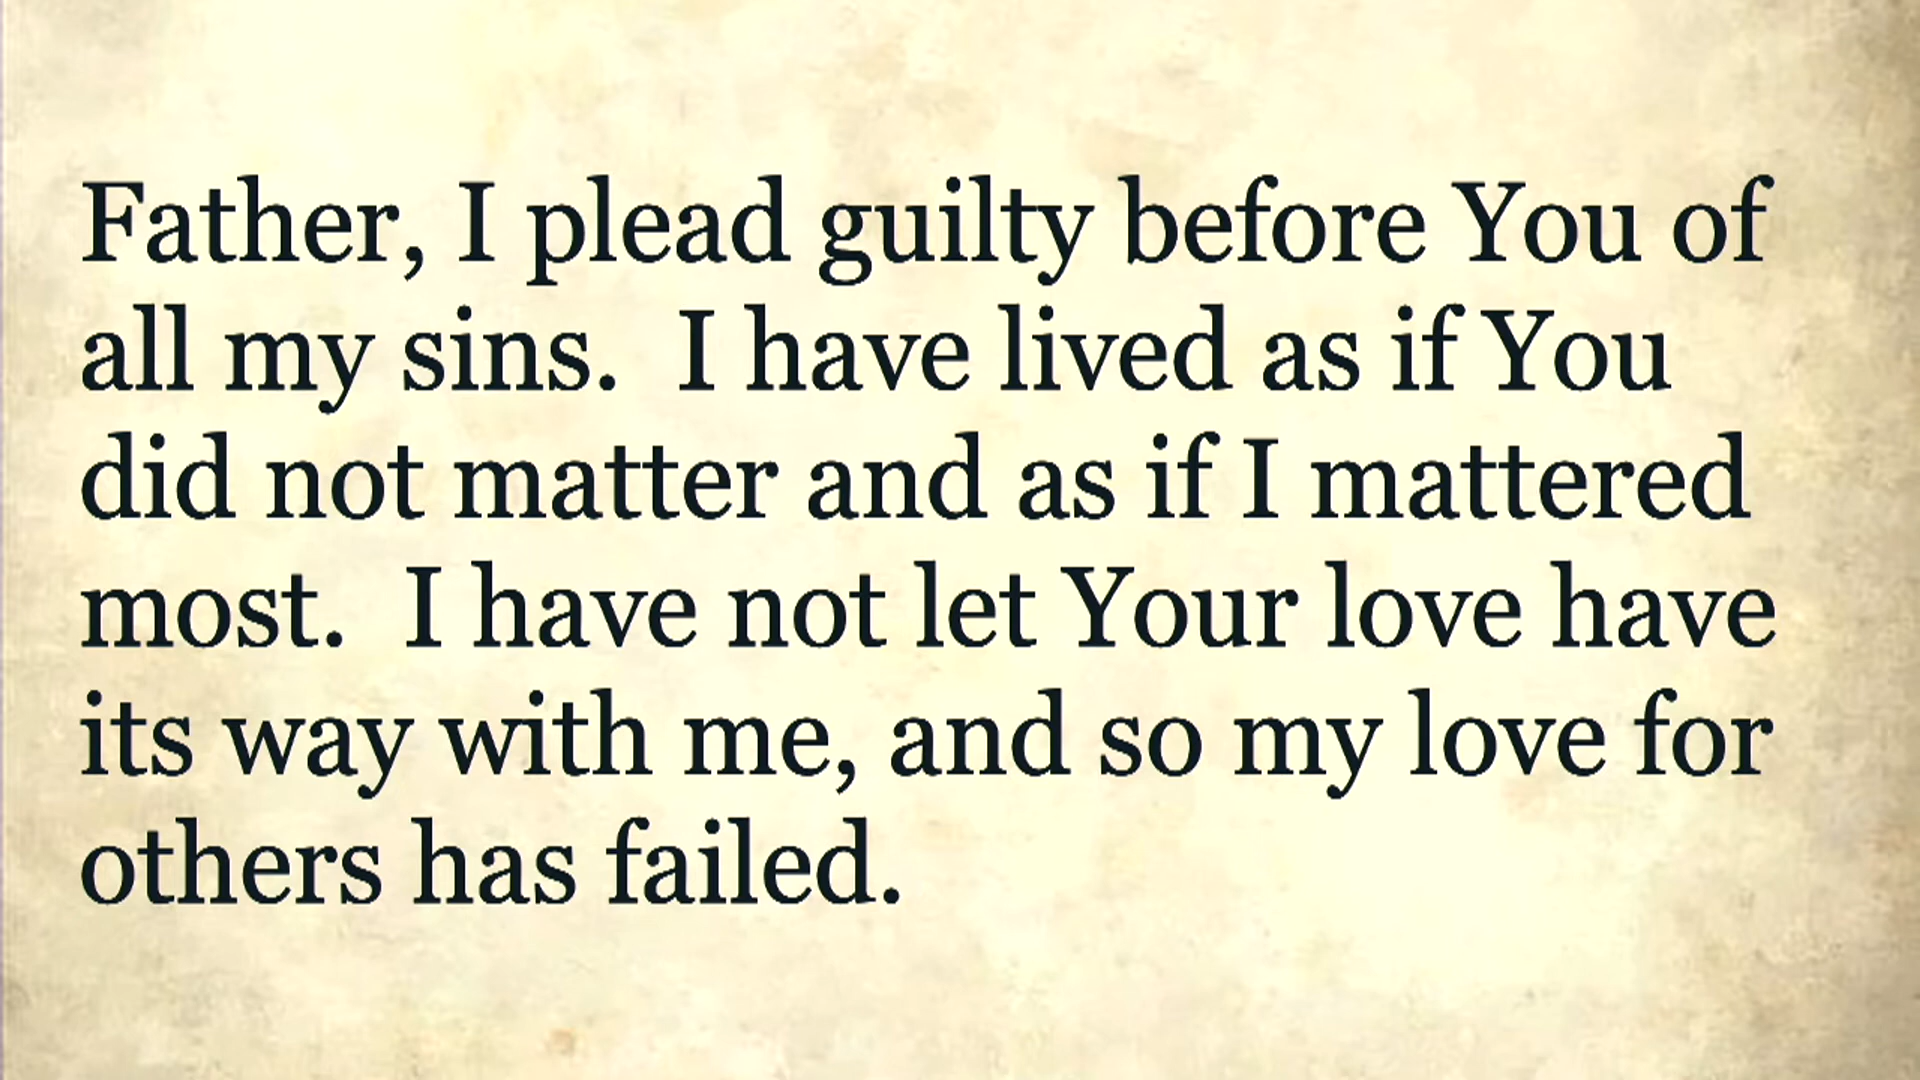 Father, I plead guilty before You of
all my sins.  I have lived as if You
did not matter and as if I mattered
most.  I have not let Your love have
its way with me, and so my love for
others has failed.